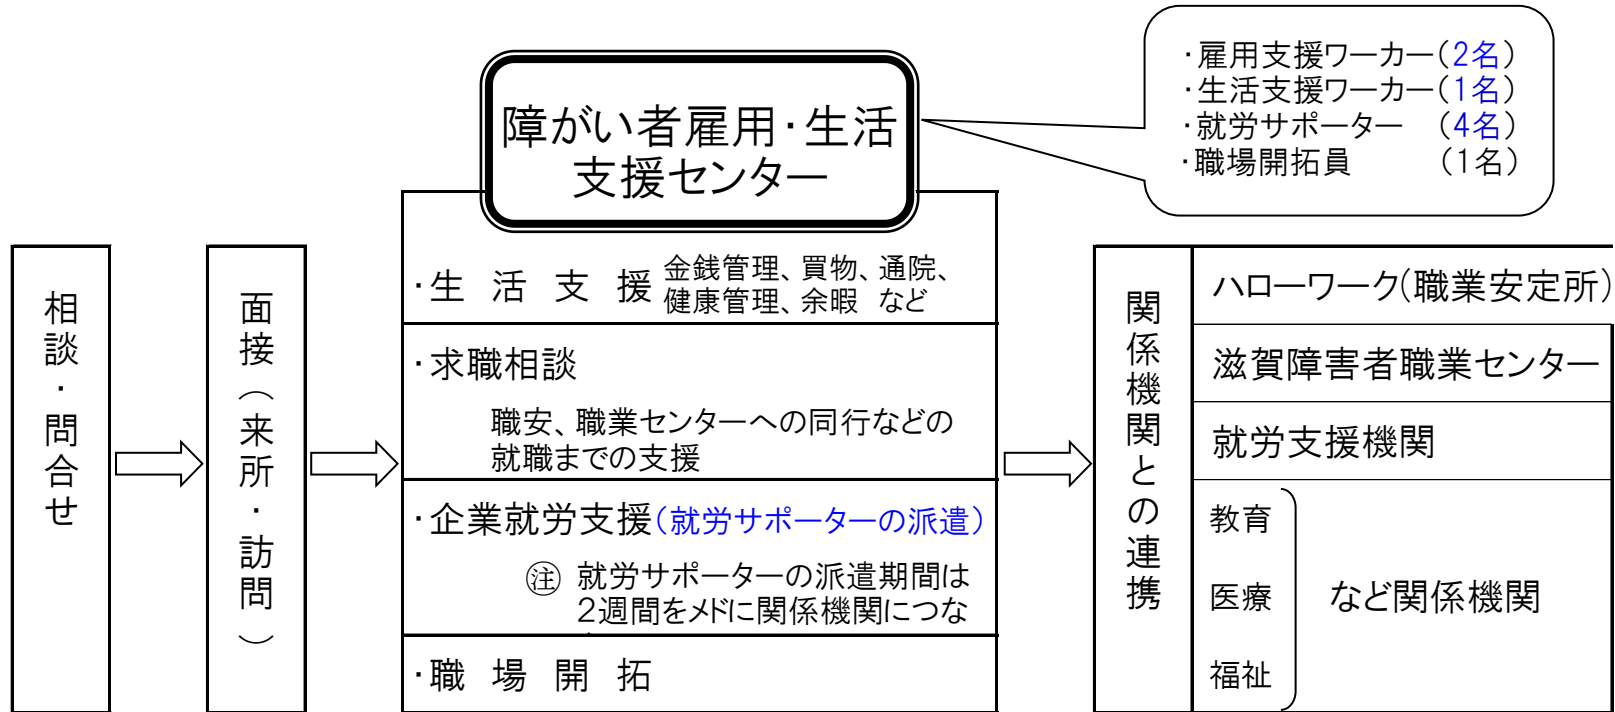 ・雇用支援ワーカー(2名)
・生活支援ワーカー(1名)
・就労サポーター (4名)
・職場開拓員 (1名)
障がい者雇用・生活
支援センター
相談・問合せ
面接(来所・訪問)
・生活支援 金銭管理、買物、通院、
健康管理、余暇 など
・求職相談
職安、職業センターへの同行などの
就職までの支援
・企業就労支援(就労サポーターの派遣)
㊟ 就労サポーターの派遣期間は
2週間をメドに関係機関につな
・職場開拓
関係機関との連携
ハローワーク(職業安定所)
滋賀障害者職業センター
就労支援機関
教育
医療
福祉
など関係機関